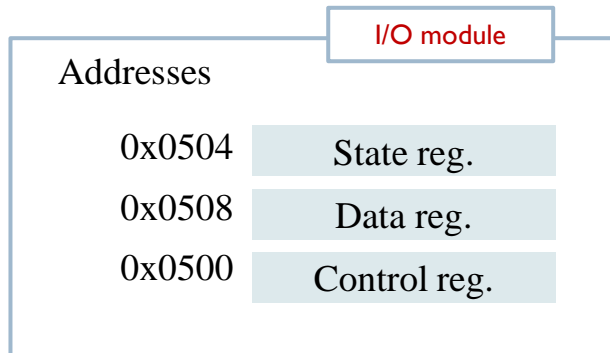 I/O module
Addresses
0x0504 State reg.
0x0508 Data reg.
0x0500 Control reg.